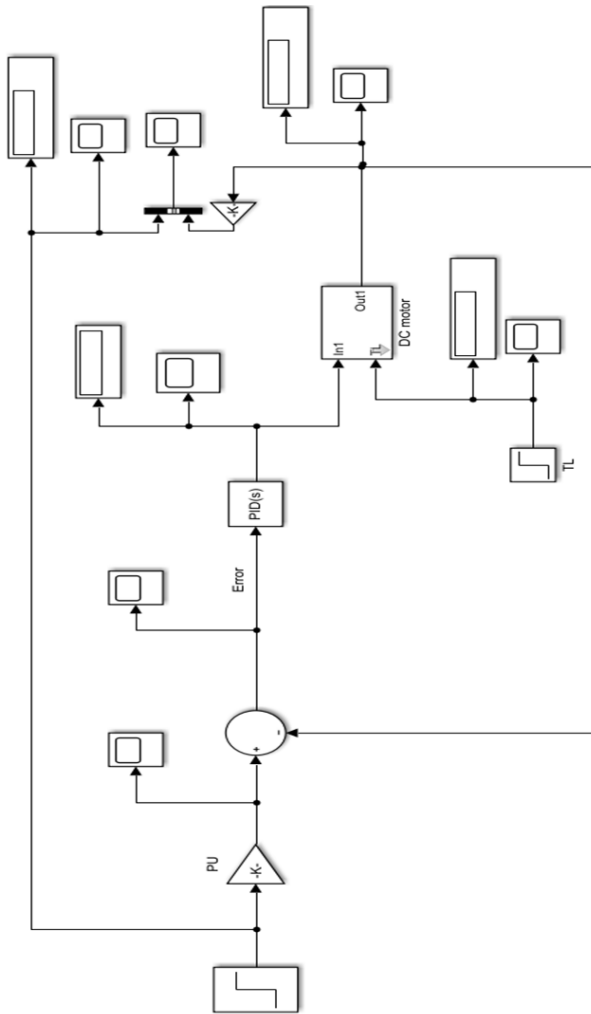 PU
-K-
+
-
Error
PID(s)
In1
TL
Out1
DC motor
-K-
TL